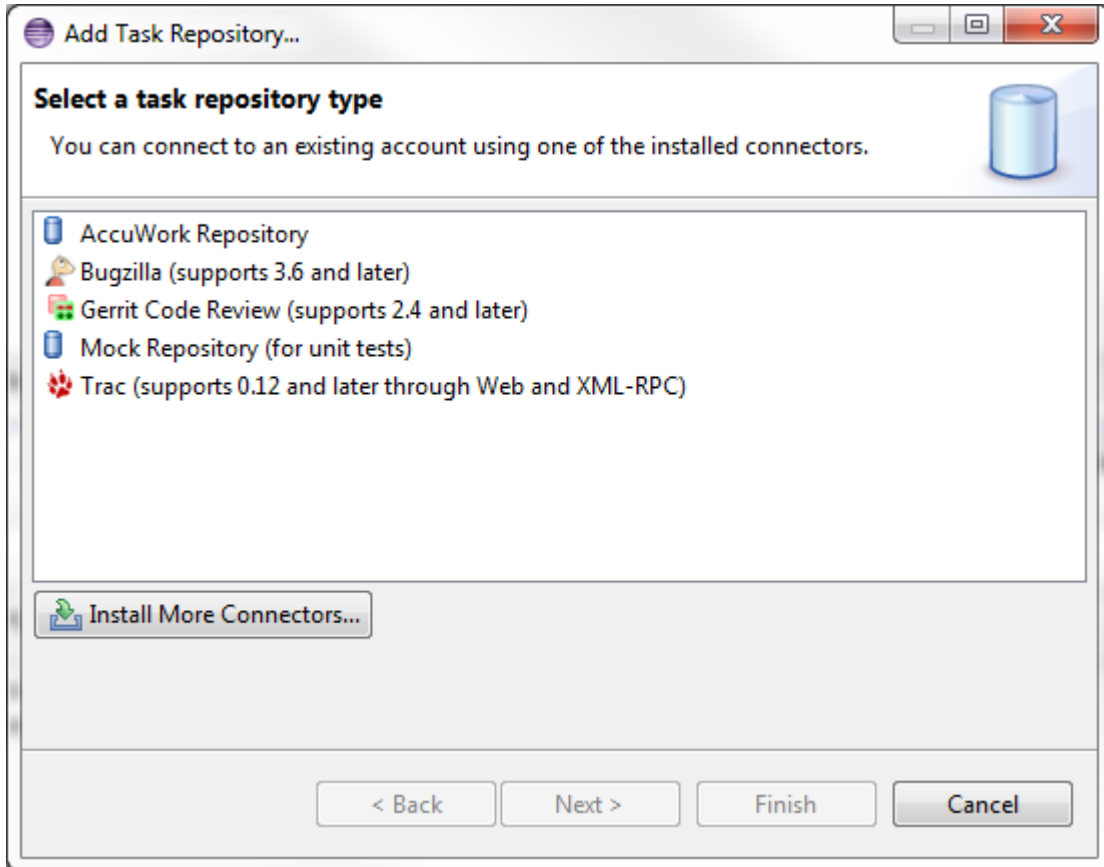 Add Task Repository...
Select a task repository type
You can connect to an existing account using one of the installed connectors.
AccuWork Repository
Bugzilla (supports 3.6 and later)
Gerrit Code Review (supports 2.4 and later)
Mock Repository (for unit tests)
Trac (supports 0.12 and later through Web and XML-RPC)
Install More Connectors...
< Back Next > Finish Cancel